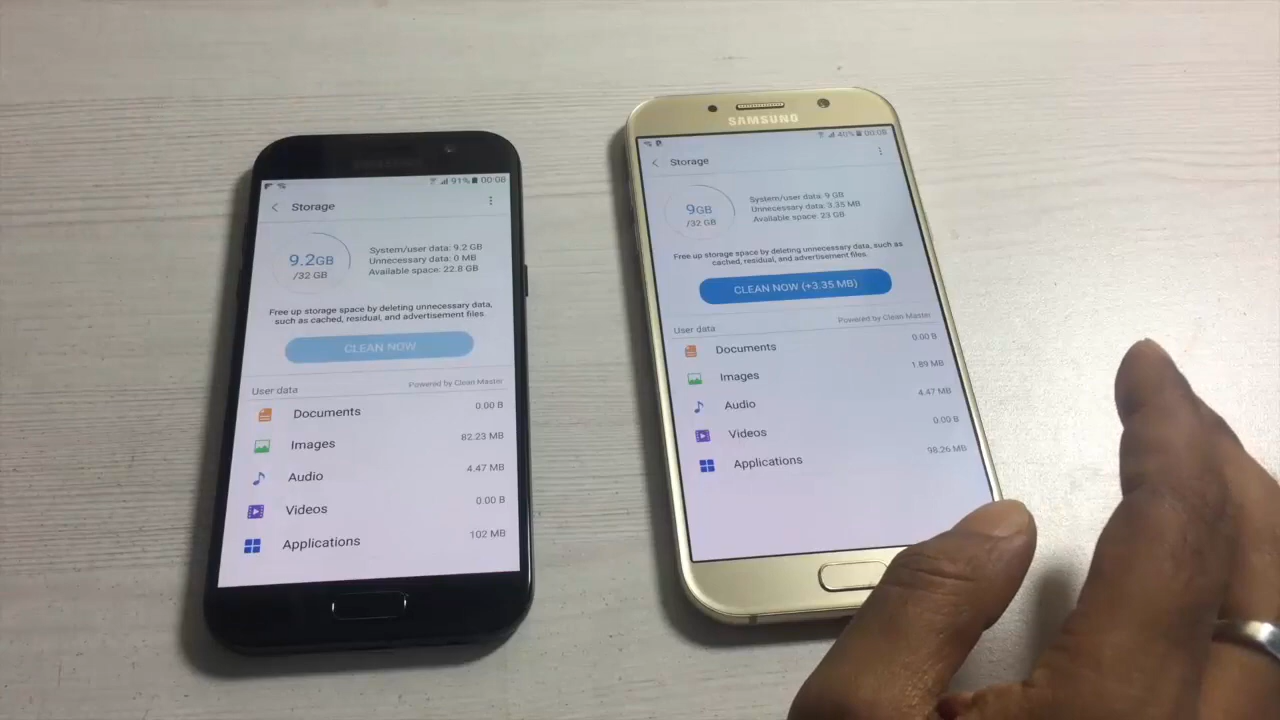 91% 00:08
Storage
9.2GB
/32 GB
System/user data: 9.2 GB
Unnecessary data: 0 MB
Available space: 22.8 GB
Free up storage space by deleting unnecessary data,
such as cached, residual, and advertisement files.
CLEAN NOW
User data
Powered by Clean Master
Documents 0.00 B
Images 82.23 MB
Audio 4.47 MB
Videos 0.00 B
Applications 102 MB
SAMSUNG
40% 00:08
Storage
9GB
/32 GB
System/user data: 9 GB
Unnecessary data: 3.35 MB
Available space: 23 GB
Free up storage space by deleting unnecessary data, such as
cached, residual, and advertisement files.
CLEAN NOW (+3.35 MB)
User data
Powered by Clean Master
Documents 0.00 B
Images 1.89 MB
Audio 4.47 MB
Videos 0.00 B
Applications 98.26 MB